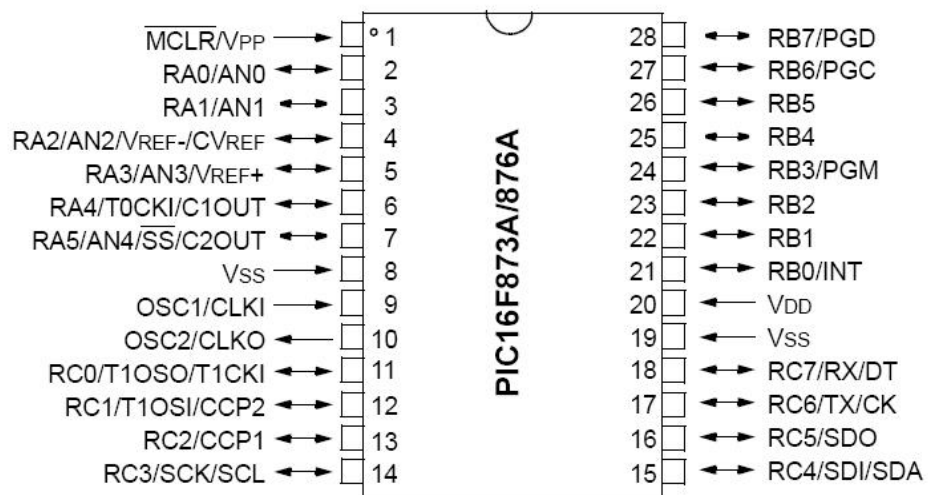 MCLR/VPP 1 28 RB7/PGD
RA0/AN0 2 27 RB6/PGC
RA1/AN1 3 26 RB5
RA2/AN2/VREF-/CVREF 4 25 RB4
RA3/AN3/VREF+ 5 24 RB3/PGM
RA4/T0CKI/C1OUT 6 23 RB2
RA5/AN4/SS/C2OUT 7 22 RB1
VSS 8 21 RB0/INT
OSC1/CLKI 9 20 VDD
OSC2/CLKO 10 19 VSS
RC0/T1OSO/T1CKI 11 18 RC7/RX/DT
RC1/T1OSI/CCP2 12 17 RC6/TX/CK
RC2/CCP1 13 16 RC5/SDO
RC3/SCK/SCL 14 15 RC4/SDI/SDA
PIC16F873A/876A